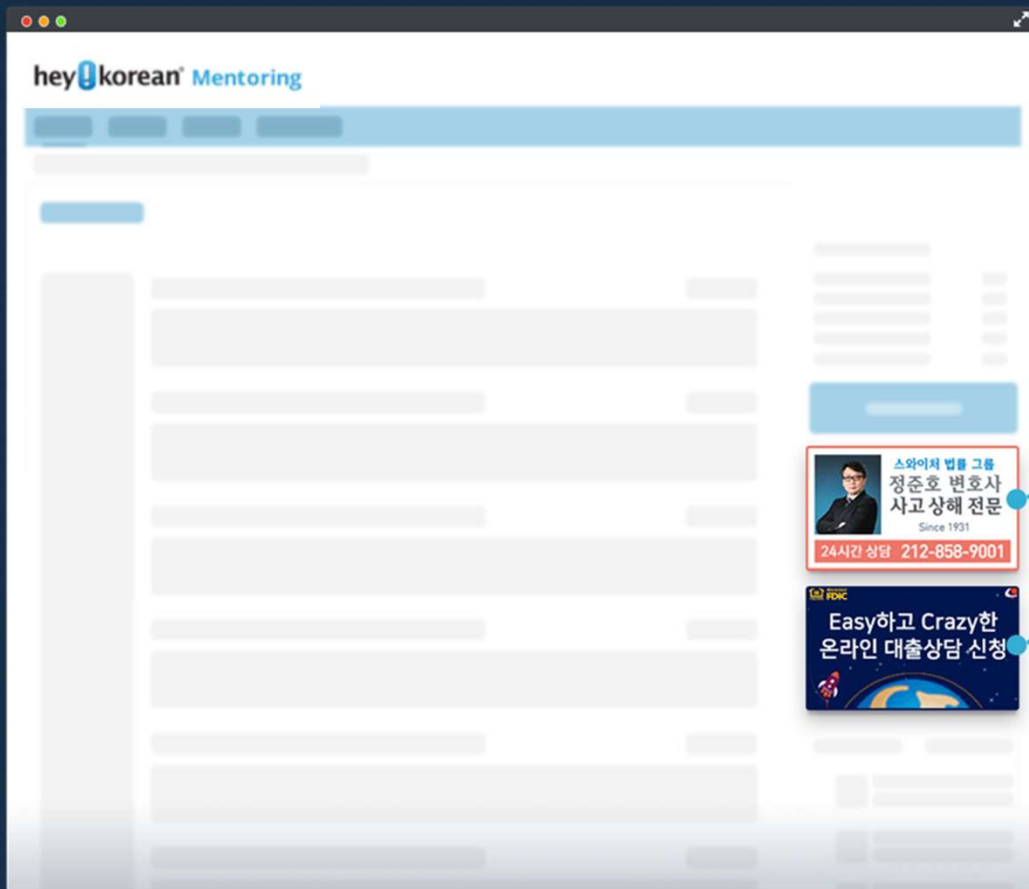 hey!korean® Mentoring
스와이처 법률 그룹
정준호 변호사
사고 상해 전문
Since 1931
24시간 상담 212-858-9001
FDIC
Easy하고 Crazy한
온라인 대출상담 신청